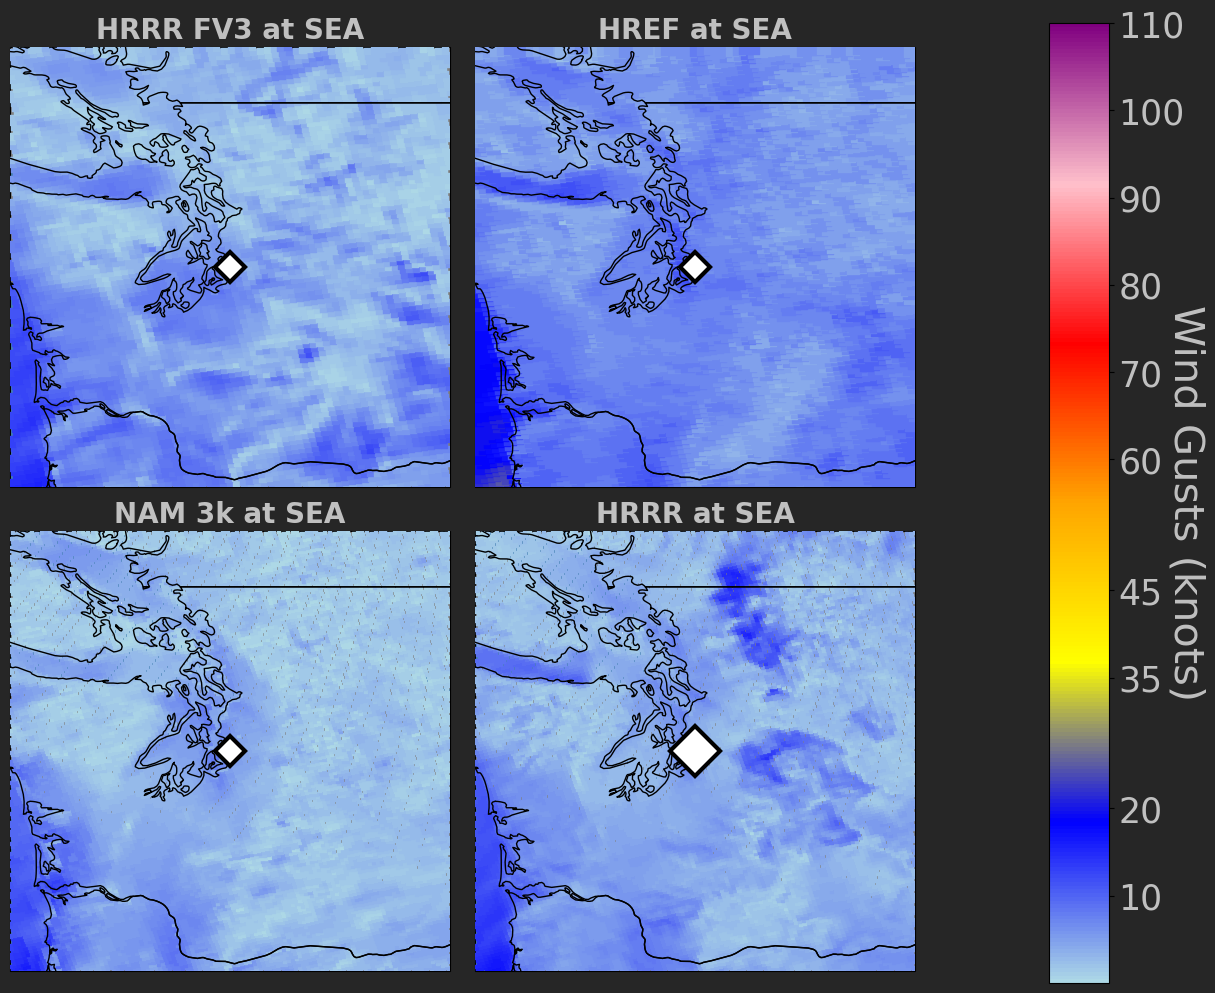 HRRR FV3 at SEA
HREF at SEA
NAM 3k at SEA
HRRR at SEA
110
100
90
80
70
60
45
35
20
10
Wind Gusts (knots)